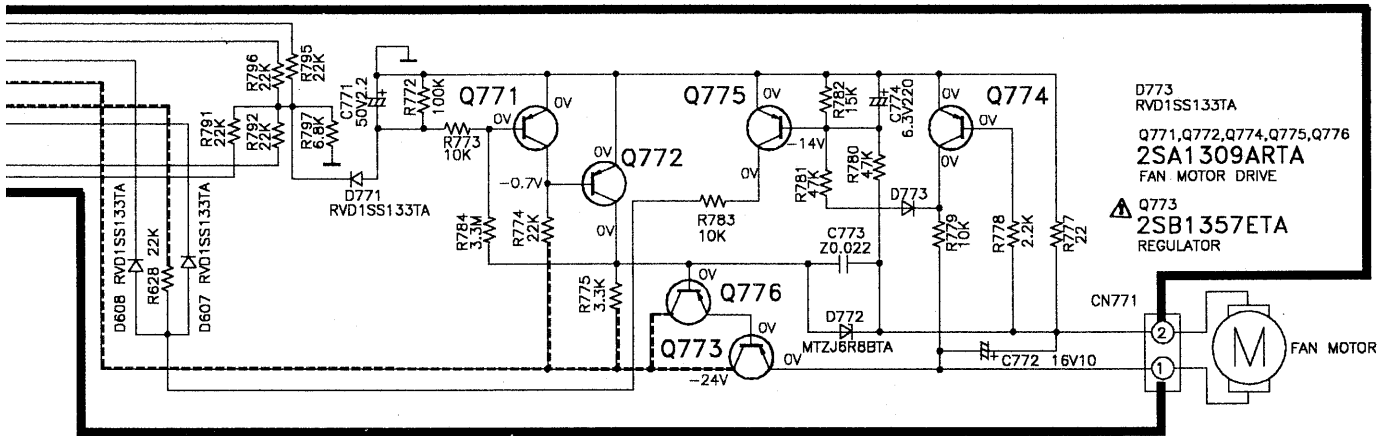 R796
22K
R795
22K
R791
22K
R792
22K
R797
6.8K
D771
RVD1SS133TA
C771
50V2.2
R772
100K
R773
10K
0V
Q771
0V
0V
-0.7V
Q772
0V
0V
R784
3.3M
R774
22K
R775
3.3K
Q775
0V
0V
-14V
R783
10K
R782
15K
C774
6.3V220
R781
47K
R780
47K
D773
Q774
0V
0V
0V
R779
10K
R778
2.2K
R777
22
C773
Z0.022
Q776
0V
D772
MTZJ6R8BTA
Q773
0V
0V
-24V
C772 16V10
D608 RVD1SS133TA
R628 22K
D607 RVD1SS133TA
D773
RVD1SS133TA
Q771,Q772,Q774,Q775,Q776
2SA1309ARTA
FAN MOTOR DRIVE
Q773
2SB1357ETA
REGULATOR
CN771
2
1
M
FAN MOTOR